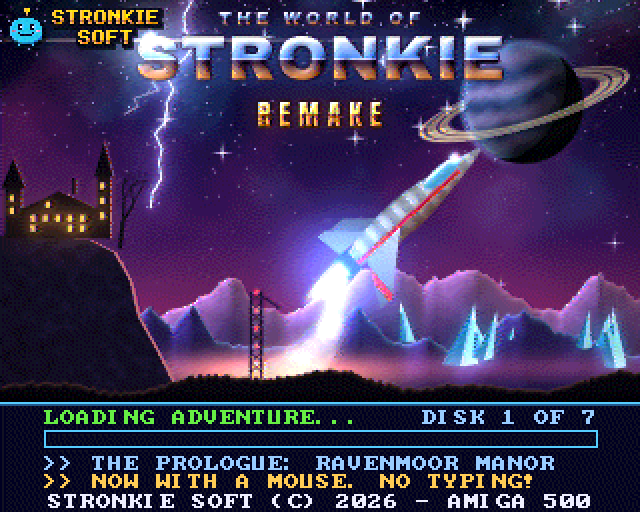 STRONKIE
SOFT
THE WORLD OF
STRONKIE
REMAKE
LOADING ADVENTURE... DISK 1 OF 7
>> THE PROLOGUE: RAVENMOOR MANOR
>> NOW WITH A MOUSE. NO TYPING!
STRONKIE SOFT (C) 2026 - AMIGA 500